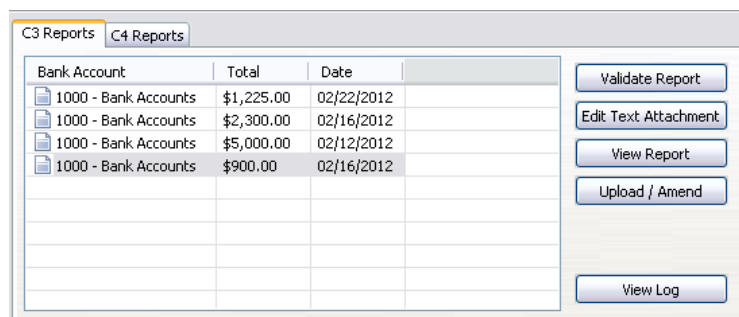 C3 Reports C4 Reports
Bank Account Total Date
Validate Report
1000 - Bank Accounts $1,225.00 02/22/2012
1000 - Bank Accounts $2,300.00 02/16/2012
Edit Text Attachment
1000 - Bank Accounts $5,000.00 02/12/2012
View Report
1000 - Bank Accounts $900.00 02/16/2012
Upload / Amend
View Log